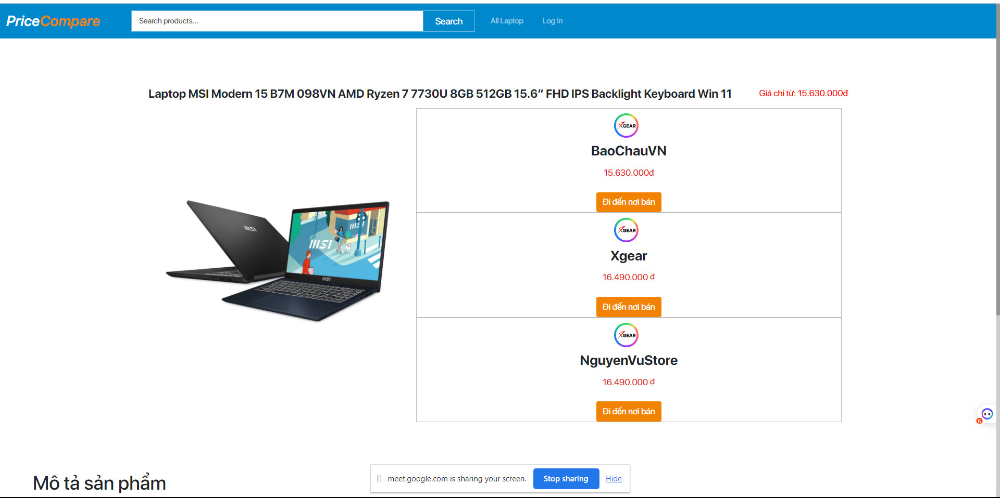 PriceCompare
Search products...
Search
All Laptop
Log In
Laptop MSI Modern 15 B7M 098VN AMD Ryzen 7 7730U 8GB 512GB 15.6” FHD IPS Backlight Keyboard Win 11
Giá chỉ từ: 15.630.000đ
XGEAR
BaoChauVN
15.630.000đ
Đi đến nơi bán
XGEAR
Xgear
16.490.000 ₫
Đi đến nơi bán
XGEAR
NguyenVuStore
16.490.000 ₫
Đi đến nơi bán
msi
msi
msi
msi
6
Mô tả sản phẩm
meet.google.com is sharing your screen.
Stop sharing
Hide